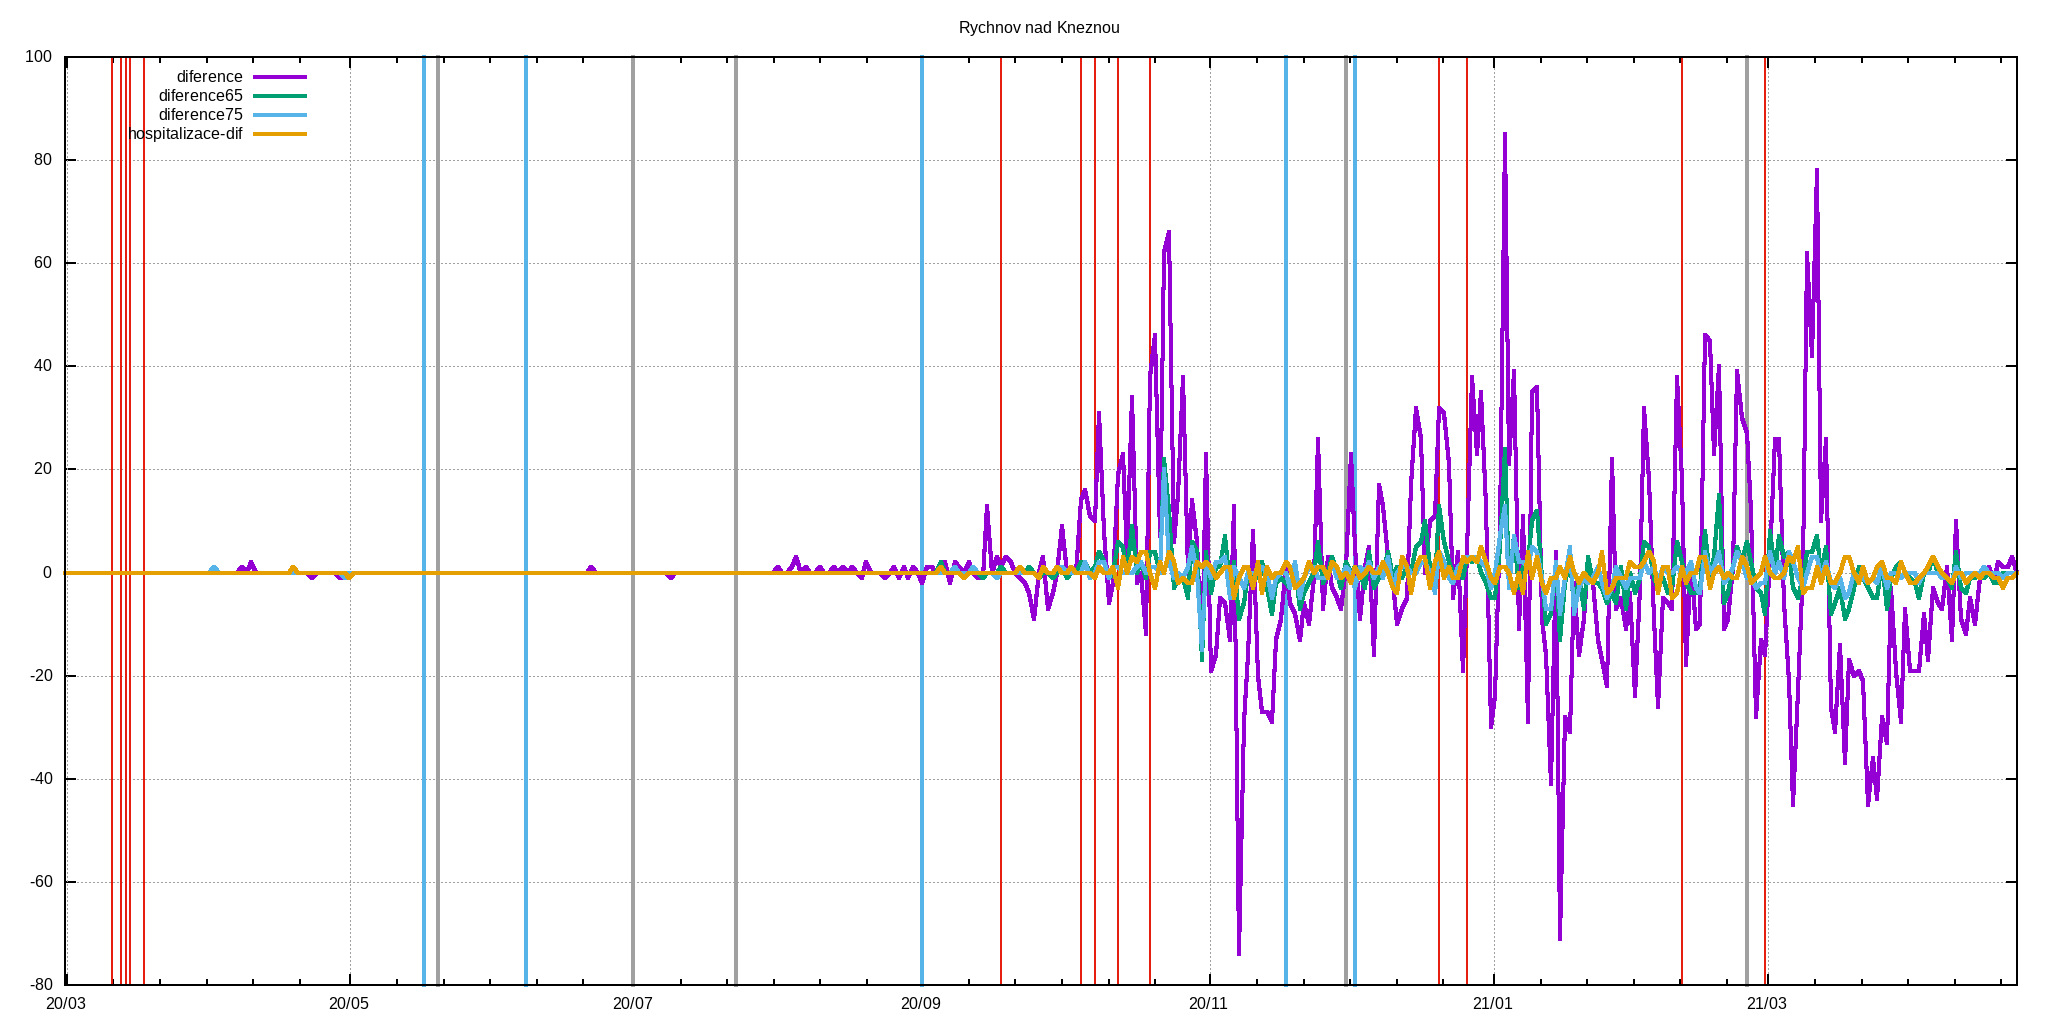 Rychnov nad Kneznou
100
80
60
40
20
0
-20
-40
-60
-80
diference
diference65
diference75
hospitalizace-dif
20/03 20/05 20/07 20/09 20/11 21/01 21/03